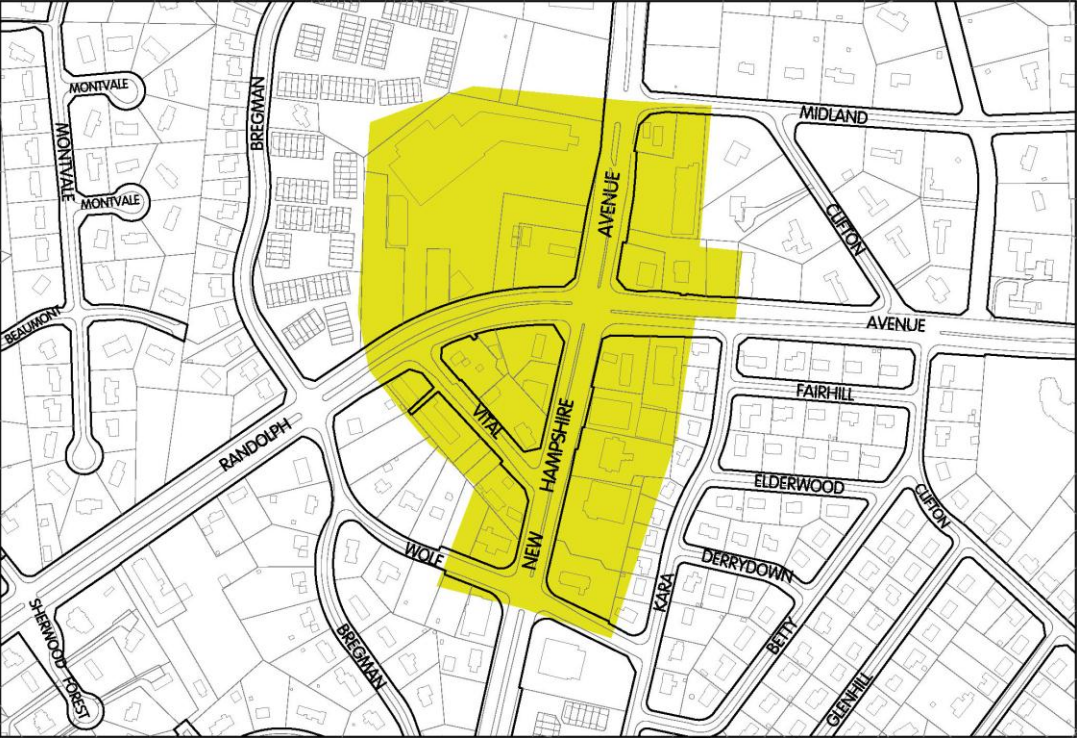 MONTVALE
MIDLAND
BREGMAN
MONTVALE
MONTVALE
AVENUE
CLIFTON
BEAUMONT
AVENUE
FAIRHILL
VITAL
HAMPSHIRE
RANDOLPH
ELDERWOOD
CLIFTON
NEW
WOLF
DERRYDOWN
KARA
SHERWOOD FOREST
BREGMAN
BETTY
GLENHILL